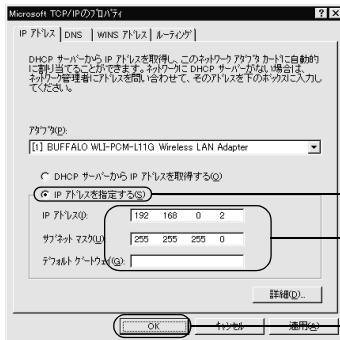 Microsoft TCP/IPのプロパティ
IP アドレス DNS WINS アドレス ルーティング
DHCP サーバーから IP アドレスを取得し、このネットワーク アダプタ カードに自動的
に割り当てることができます。ネットワークに DHCP サーバーがない場合は、
ネットワーク管理者にアドレスを問い合わせて、そのアドレスを下のボックスに入力し
てください。
アダプタ(P):
[1] BUFFALO WLI-PCM-L11G Wireless LAN Adapter
DHCP サーバーから IP アドレスを取得する(O)
IP アドレスを指定する(S)
IP アドレス(I): 192 168 0 2
サブネット マスク(U): 255 255 255 0
デフォルト ゲートウェイ(G):
詳細(D)...
OK キャンセル 適用(A)